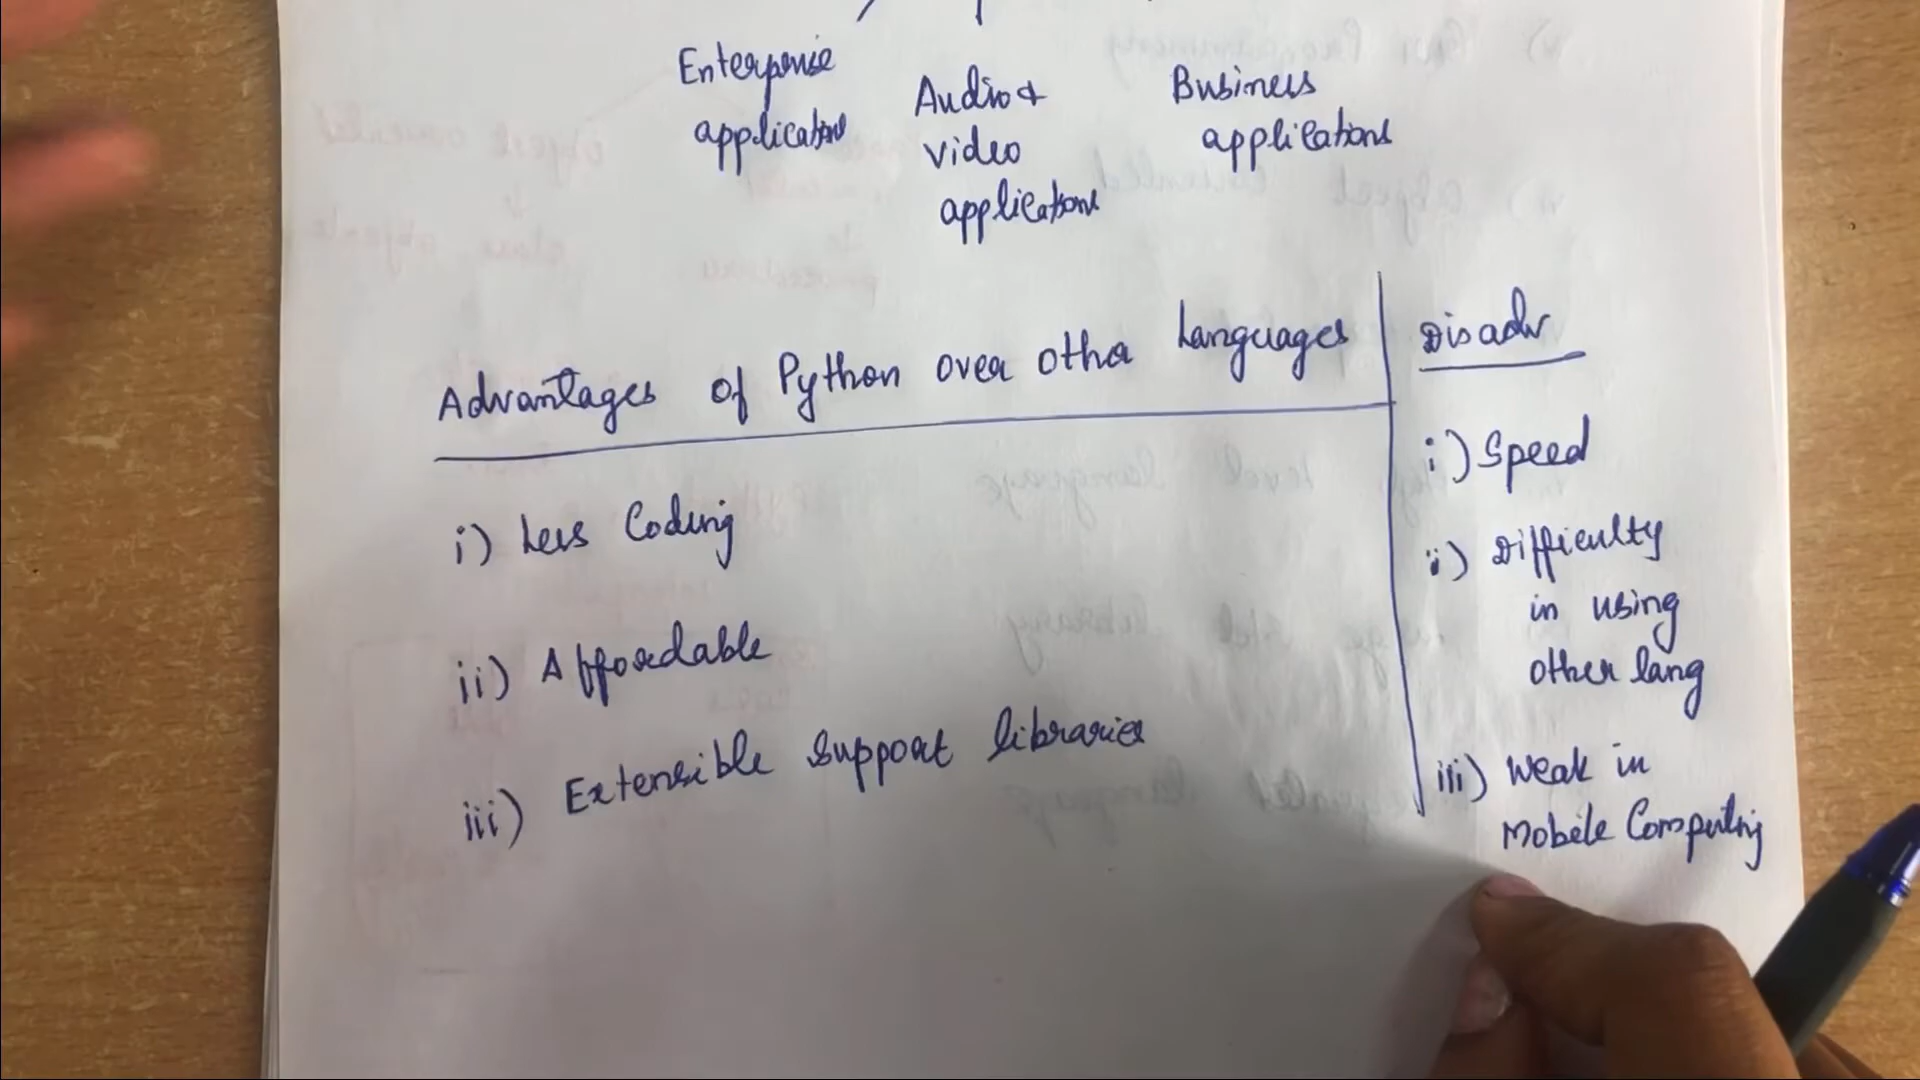 Enterprise
applications
Audio &
video
applications
Business
applications
Advantages of Python over other Languages
i) Less Coding
ii) Affordable
iii) Extensible Support libraries
Disadv
i) Speed
ii) Difficulty
in using
other lang
iii) Weak in
Mobile Computing